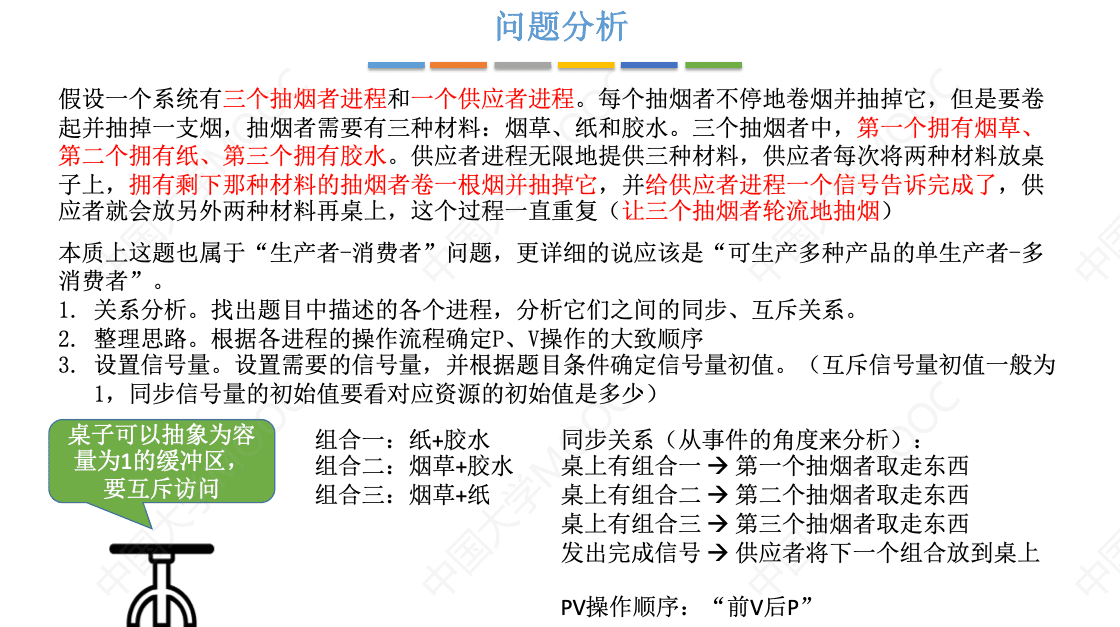 问题分析
假设一个系统有三个抽烟者进程和一个供应者进程。每个抽烟者不停地卷烟并抽掉它，但是要卷
起并抽掉一支烟，抽烟者需要有三种材料：烟草、纸和胶水。三个抽烟者中，第一个拥有烟草、
第二个拥有纸、第三个拥有胶水。供应者进程无限地提供三种材料，供应者每次将两种材料放桌
子上，拥有剩下那种材料的抽烟者卷一根烟并抽掉它，并给供应者进程一个信号告诉完成了，供
应者就会放另外两种材料再桌上，这个过程一直重复（让三个抽烟者轮流地抽烟）
本质上这题也属于“生产者-消费者”问题，更详细的说应该是“可生产多种产品的单生产者-多
消费者”。
1. 关系分析。找出题目中描述的各个进程，分析它们之间的同步、互斥关系。
2. 整理思路。根据各进程的操作流程确定P、V操作的大致顺序
3. 设置信号量。设置需要的信号量，并根据题目条件确定信号量初值。（互斥信号量初值一般为
1，同步信号量的初始值要看对应资源的初始值是多少）
桌子可以抽象为容
量为1的缓冲区，
要互斥访问
组合一：纸+胶水
组合二：烟草+胶水
组合三：烟草+纸
同步关系（从事件的角度来分析）：
桌上有组合一 → 第一个抽烟者取走东西
桌上有组合二 → 第二个抽烟者取走东西
桌上有组合三 → 第三个抽烟者取走东西
发出完成信号 → 供应者将下一个组合放到桌上
PV操作顺序：“前V后P”
中国大学MOOC